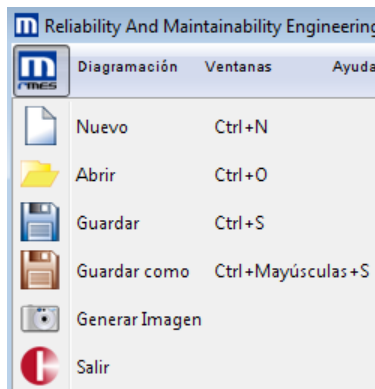 Reliability And Maintainability Engineering
rmes Diagramación Ventanas Ayuda
Nuevo Ctrl+N
Abrir Ctrl+O
Guardar Ctrl+S
Guardar como Ctrl+Mayúsculas+S
Generar Imagen
Salir